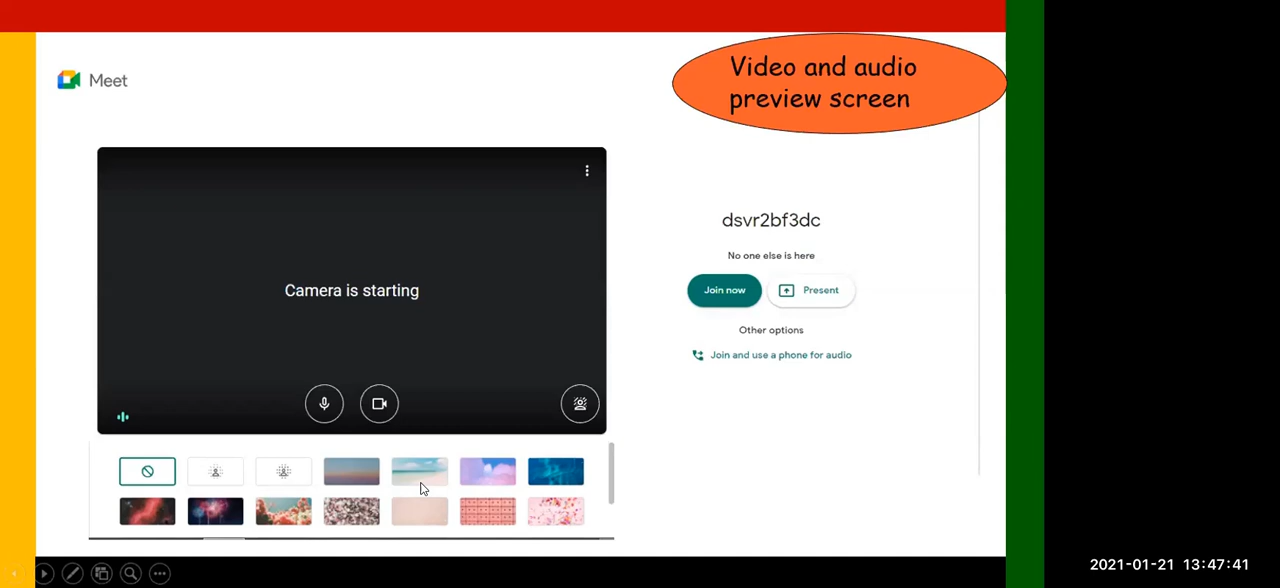 Video and audio
preview screen
Meet
dsvr2bf3dc
No one else is here
Camera is starting
Join now
Present
Other options
Join and use a phone for audio
2021-01-21 13:47:41